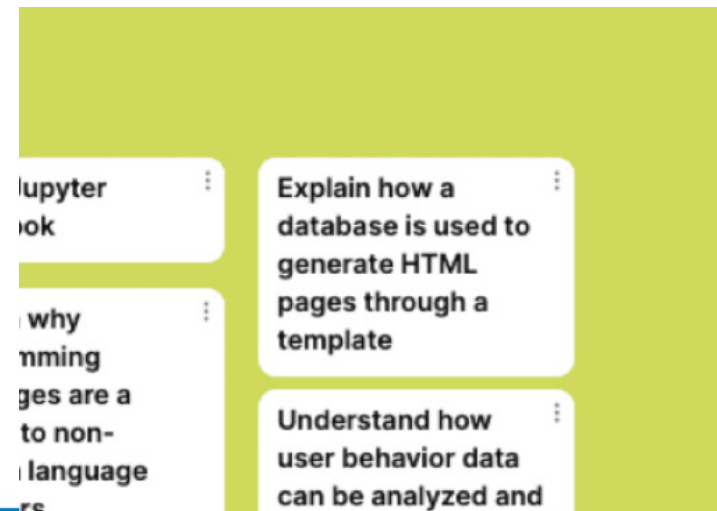 Jupyter
ook
why
mming
ges are a
to non-
language
rs
Explain how a
database is used to
generate HTML
pages through a
template
Understand how
user behavior data
can be analyzed and